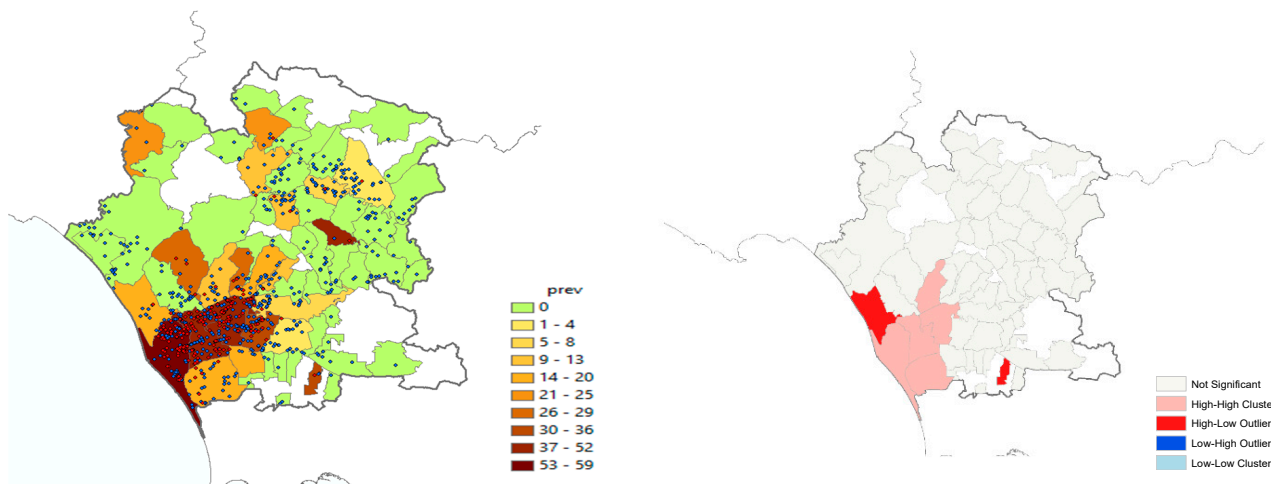 prev
0
1 - 4
5 - 8
9 - 13
14 - 20
21 - 25
26 - 29
30 - 36
37 - 52
53 - 59
Not Significant
High-High Cluste
High-Low Outlier
Low-High Outlier
Low-Low Cluster